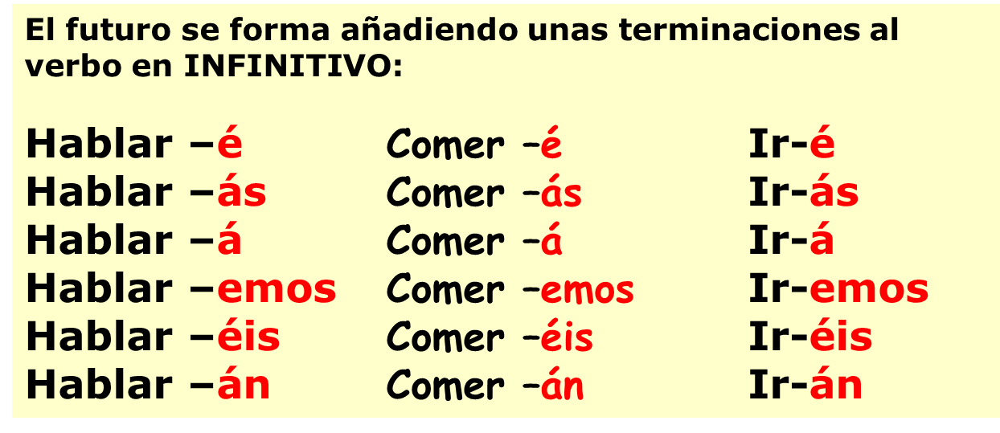 El futuro se forma añadiendo unas terminaciones al
verbo en INFINITIVO:
Hablar –é Comer –é Ir-é
Hablar –ás Comer –ás Ir-ás
Hablar –á Comer –á Ir-á
Hablar –emos Comer –emos Ir-emos
Hablar –éis Comer –éis Ir-éis
Hablar –án Comer –án Ir-án